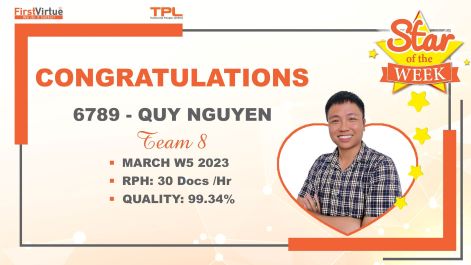 FirstVirtue
TPL
Star
of the
WEEK
CONGRATULATIONS
6789 - QUY NGUYEN
Team 8
MARCH W5 2023
RPH: 30 Docs /Hr
QUALITY: 99.34%